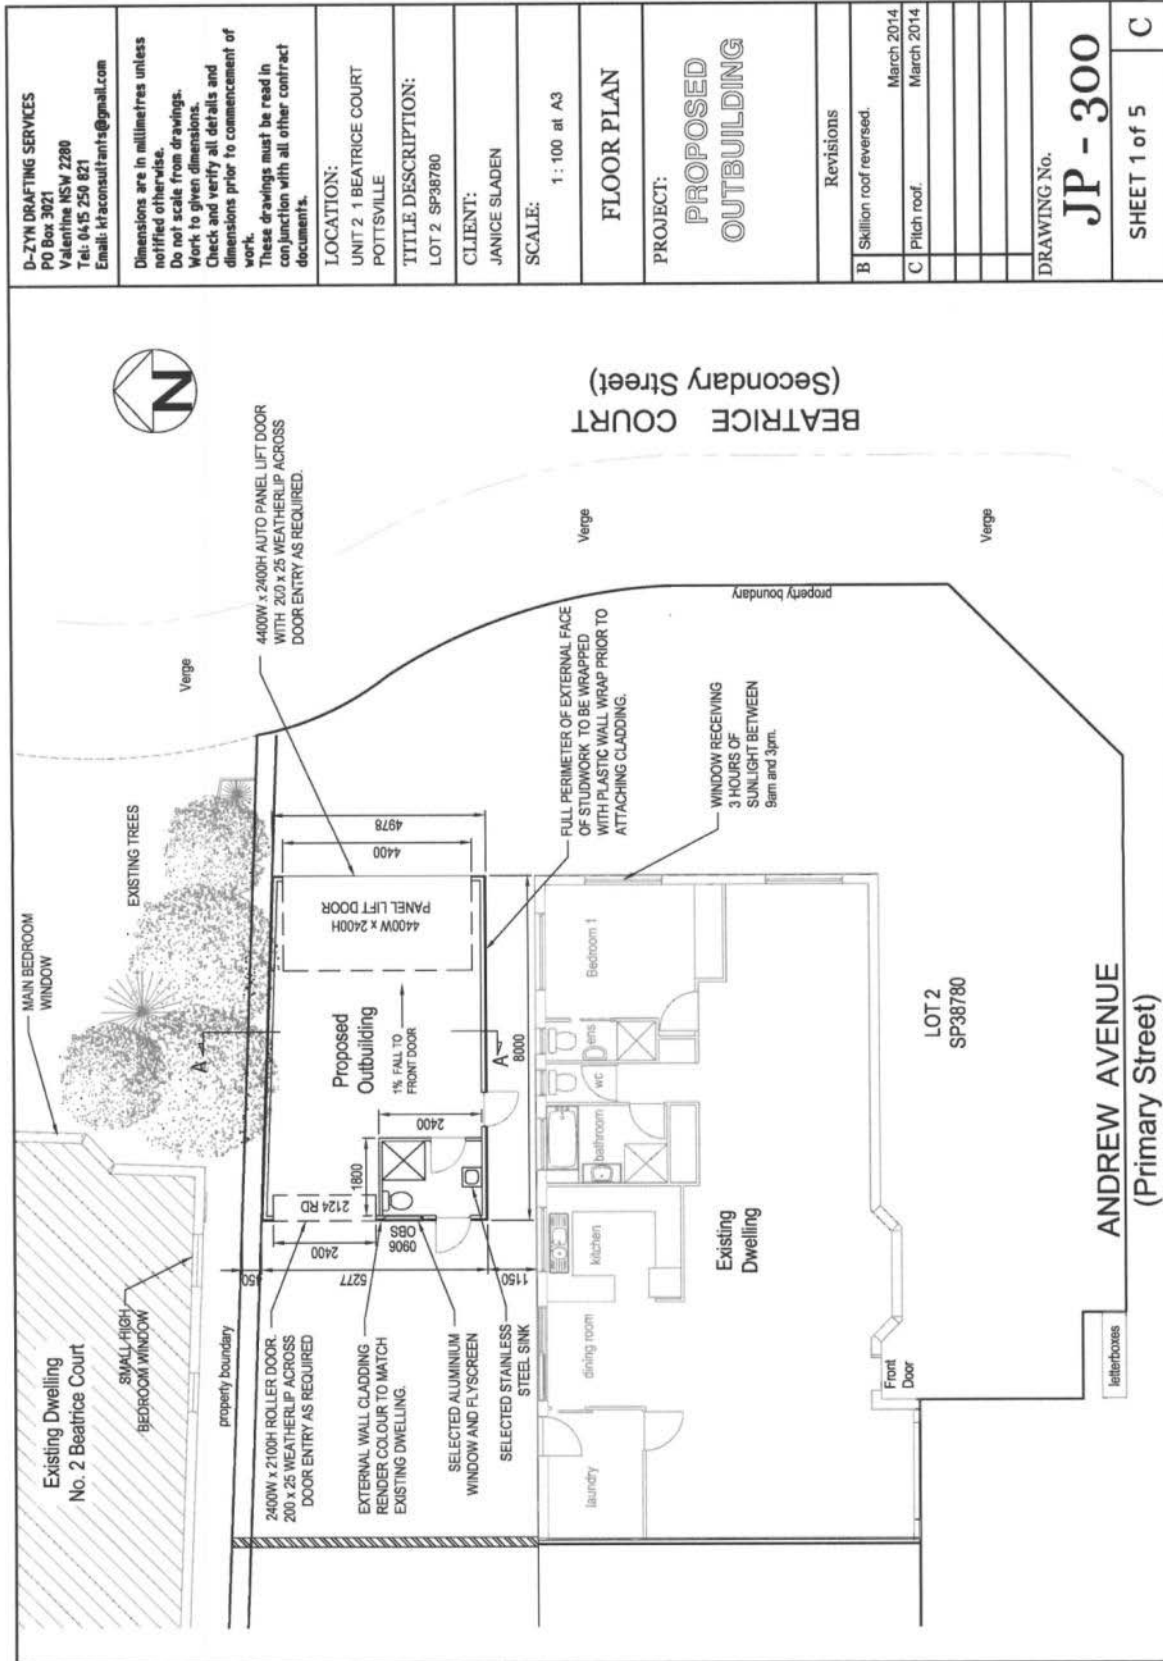 D-ZYN DRAFTING SERVICES
PO Box 3021
Valentine NSW 2280
Tel: 0415 250 821
Email: ktaconsultants@gmail.com
Dimensions are in millimetres unless
notified otherwise.
Do not scale from drawings.
Work to given dimensions.
Check and verify all details and
dimensions prior to commencement of
work.
These drawings must be read in
conjunction with all other contract
documents.
LOCATION:
UNIT 2 1 BEATRICE COURT
POTTSVILLE
TITLE DESCRIPTION:
LOT 2 SP38780
CLIENT:
JANICE SLADEN
SCALE:
1 : 100 at A3
FLOOR PLAN
PROJECT:
PROPOSED
OUTBUILDING
Revisions
B Skillion roof reversed. March 2014
C Pitch roof. March 2014
DRAWING No.
JP - 300
SHEET 1 of 5
C
N
4400W x 2400H AUTO PANEL LIFT DOOR
WITH 200 x 25 WEATHERLIP ACROSS
DOOR ENTRY AS REQUIRED.
BEATRICE COURT
(Secondary Street)
Verge
Verge
Verge
property boundary
FULL PERIMETER OF EXTERNAL FACE
OF STUDWORK TO BE WRAPPED
WITH PLASTIC WALL WRAP PRIOR TO
ATTACHING CLADDING.
WINDOW RECEIVING
3 HOURS OF
SUNLIGHT BETWEEN
9am and 3pm.
MAIN BEDROOM
WINDOW
EXISTING TREES
4978
4400
4400W x 2400H
PANEL LIFT DOOR
Proposed
Outbuilding
1% FALL TO
FRONT DOOR
A
A
8000
2400
1800
2124 RD
2400
0906
OBS
5277
1150
Existing Dwelling
No. 2 Beatrice Court
SMALL HIGH
BEDROOM WINDOW
property boundary
2400W x 2100H ROLLER DOOR.
200 x 25 WEATHERLIP ACROSS
DOOR ENTRY AS REQUIRED
EXTERNAL WALL CLADDING
RENDER COLOUR TO MATCH
EXISTING DWELLING.
SELECTED ALUMINIUM
WINDOW AND FLYSCREEN
SELECTED STAINLESS
STEEL SINK
Bedroom 1
ens
wc
bathroom
kitchen
dining room
laundry
Existing
Dwelling
Front
Door
LOT 2
SP38780
letterboxes
ANDREW AVENUE
(Primary Street)